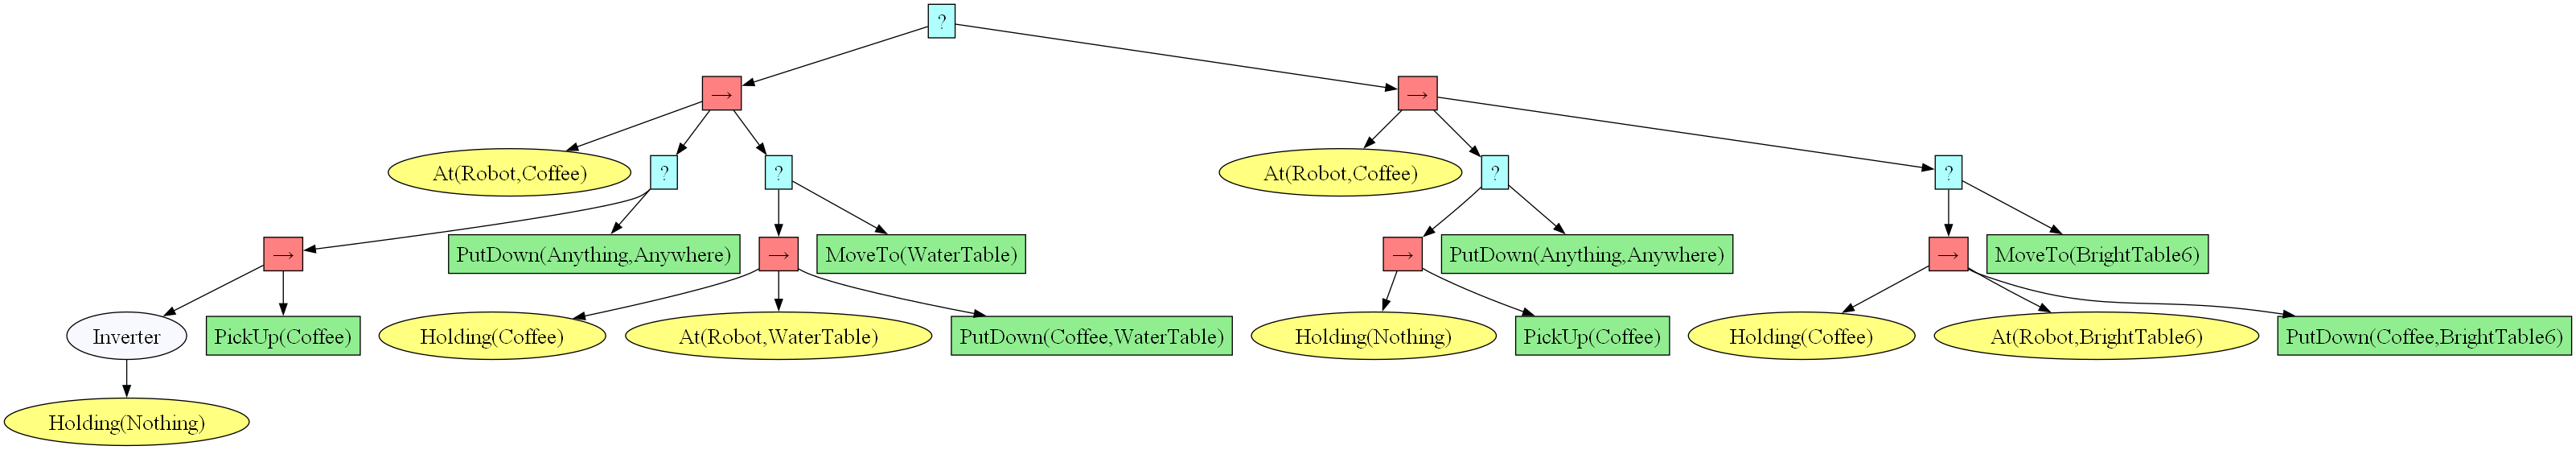 ?
→
→
At(Robot,Coffee)
?
?
At(Robot,Coffee)
?
?
→
PutDown(Anything,Anywhere)
→
MoveTo(WaterTable)
→
PutDown(Anything,Anywhere)
→
MoveTo(BrightTable6)
Inverter
PickUp(Coffee)
Holding(Coffee)
At(Robot,WaterTable)
PutDown(Coffee,WaterTable)
Holding(Nothing)
PickUp(Coffee)
Holding(Coffee)
At(Robot,BrightTable6)
PutDown(Coffee,BrightTable6)
Holding(Nothing)